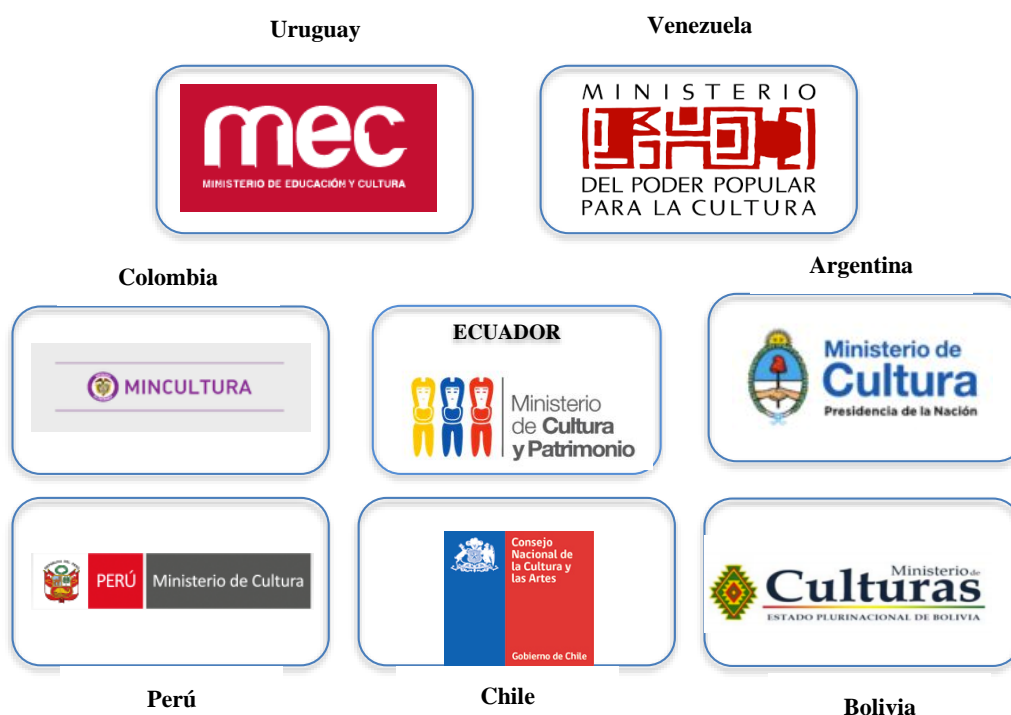 Uruguay
Venezuela
mec
MINISTERIO DE EDUCACIÓN Y CULTURA
MINISTERIO
DEL PODER POPULAR
PARA LA CULTURA
Colombia
Argentina
MINCULTURA
ECUADOR
Ministerio
de Cultura
y Patrimonio
Ministerio de
Cultura
Presidencia de la Nación
PERÚ Ministerio de Cultura
Consejo
Nacional de
la Cultura y
las Artes
Gobierno de Chile
Ministerio de
Culturas
ESTADO PLURINACIONAL DE BOLIVIA
Perú
Chile
Bolivia